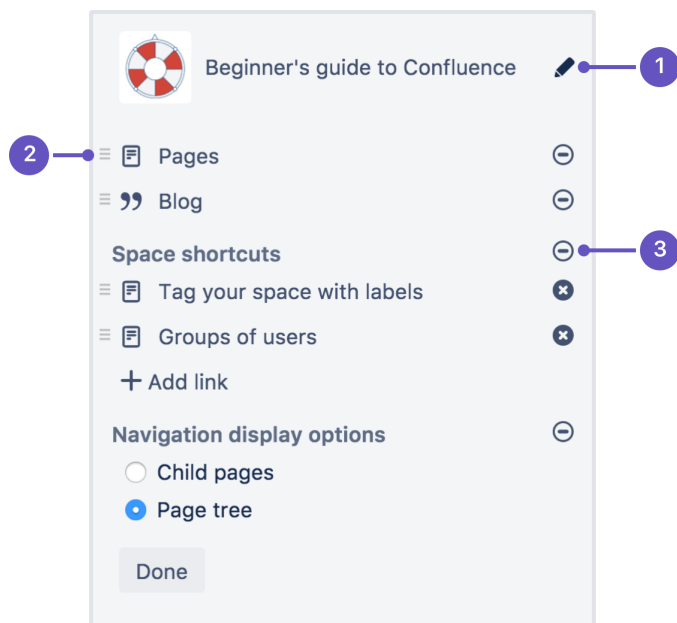 Beginner's guide to Confluence
1
2
Pages
Blog
Space shortcuts
3
Tag your space with labels
Groups of users
Add link
Navigation display options
Child pages
Page tree
Done